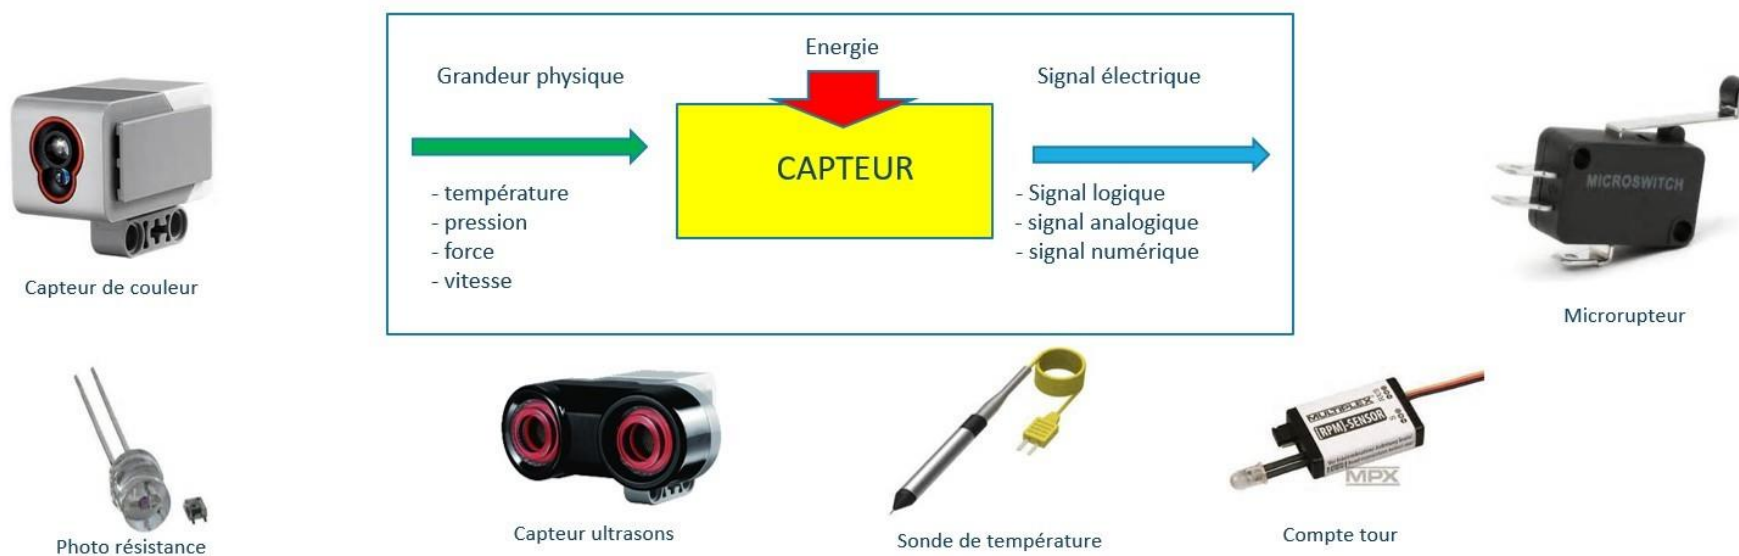 Energie
Grandeur physique
Signal électrique
CAPTEUR
- température
- pression
- force
- vitesse
- Signal logique
- signal analogique
- signal numérique
Capteur de couleur
MICROSWITCH
Microrupteur
Photo résistance
Capteur ultrasons
Sonde de température
MULTIPLEX
[RPM]-SENSOR
MPX
Compte tour